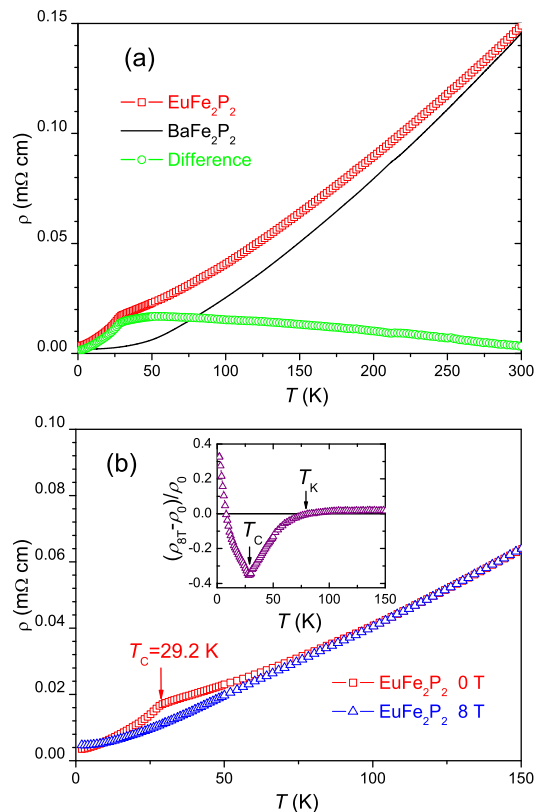 (a)
EuFe₂P₂
BaFe₂P₂
Difference
ρ (mΩ cm)
0.15
0.10
0.05
0.00
0 50 100 150 200 250 300
T (K)
(b)
(ρ8T-ρ0)/ρ0
0.4
0.2
0.0
-0.2
-0.4
TK
TC
0 50 100 150
T (K)
ρ (mΩ cm)
0.10
0.08
0.06
0.04
0.02
0.00
TC=29.2 K
EuFe₂P₂ 0 T
EuFe₂P₂ 8 T
0 50 100 150
T (K)